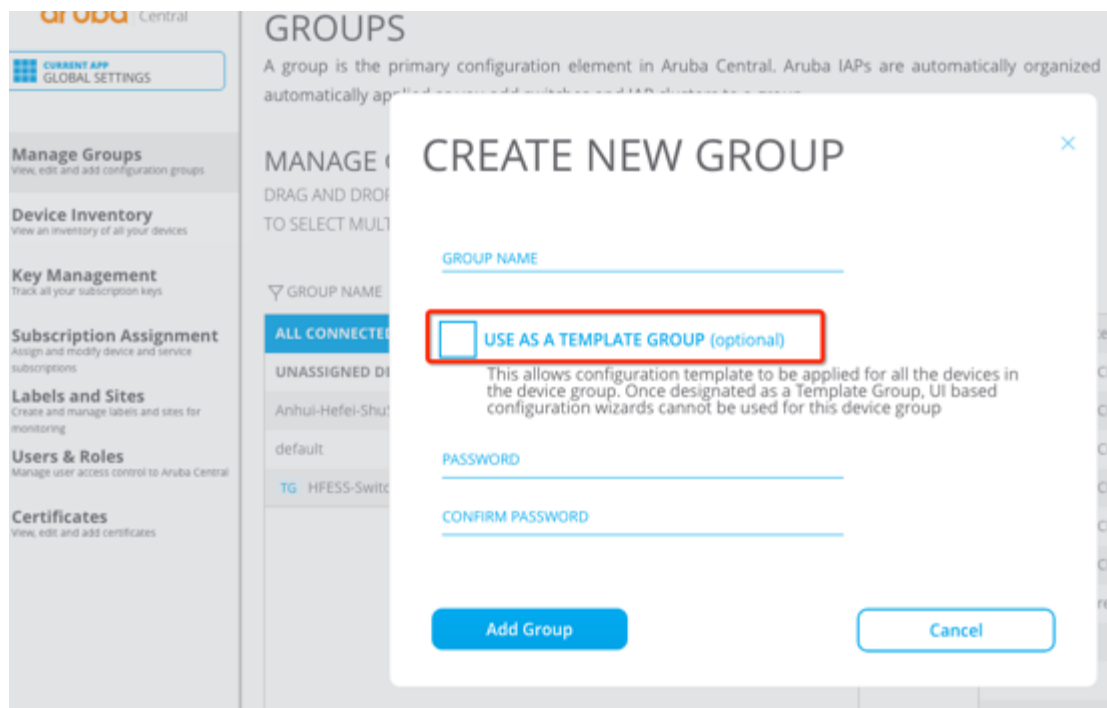 aruba Central
CURRENT APP
GLOBAL SETTINGS
Manage Groups
View, edit and add configuration groups
Device Inventory
View an inventory of all your devices
Key Management
Track all your subscription keys
Subscription Assignment
Assign and modify device and service
subscriptions
Labels and Sites
Create and manage labels and sites for
monitoring
Users & Roles
Manage user access control to Aruba Central
Certificates
View, edit and add certificates
GROUPS
A group is the primary configuration element in Aruba Central. Aruba IAPs are automatically organized
automatically
MANAGE
DRAG AND DROP
TO SELECT MULT
GROUP NAME
ALL CONNECTED
UNASSIGNED DE
Anhui-Hefei-ShuS
default
TG HFESS-Switc
CREATE NEW GROUP
GROUP NAME
USE AS A TEMPLATE GROUP (optional)
This allows configuration template to be applied for all the devices in
the device group. Once designated as a Template Group, UI based
configuration wizards cannot be used for this device group
PASSWORD
CONFIRM PASSWORD
Add Group
Cancel